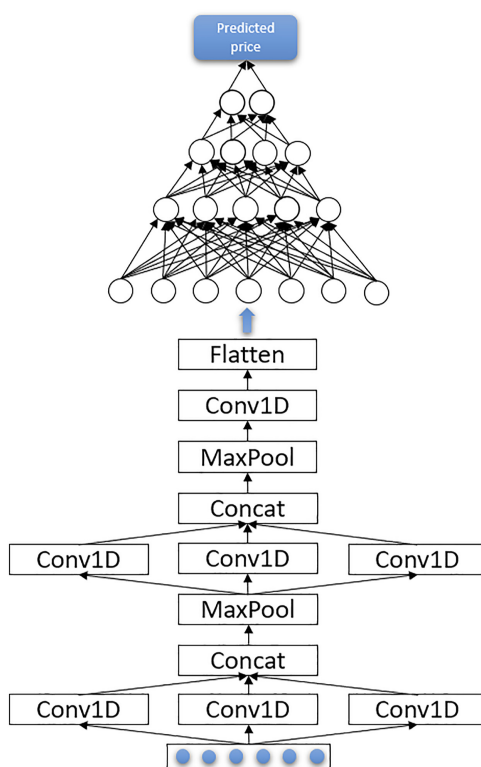 Predicted
price
Flatten
Conv1D
MaxPool
Concat
Conv1D Conv1D Conv1D
MaxPool
Concat
Conv1D Conv1D Conv1D